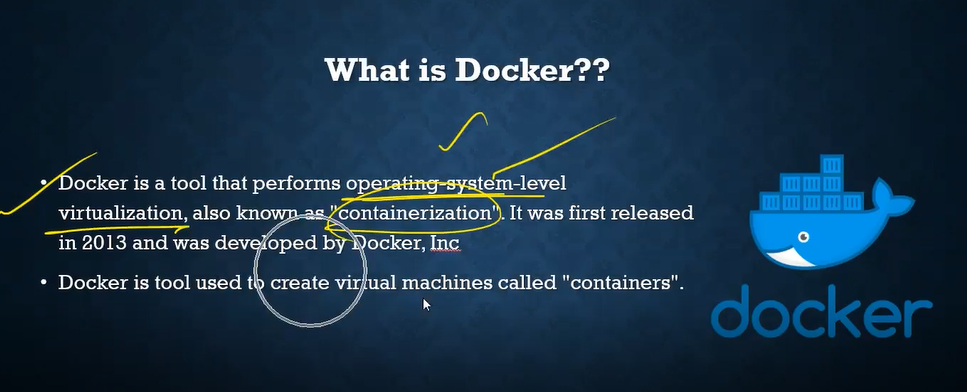 What is Docker??
• Docker is a tool that performs operating-system-level
virtualization, also known as "containerization". It was first released
in 2013 and was developed by Docker, Inc
• Docker is tool used to create virtual machines called "containers".
docker